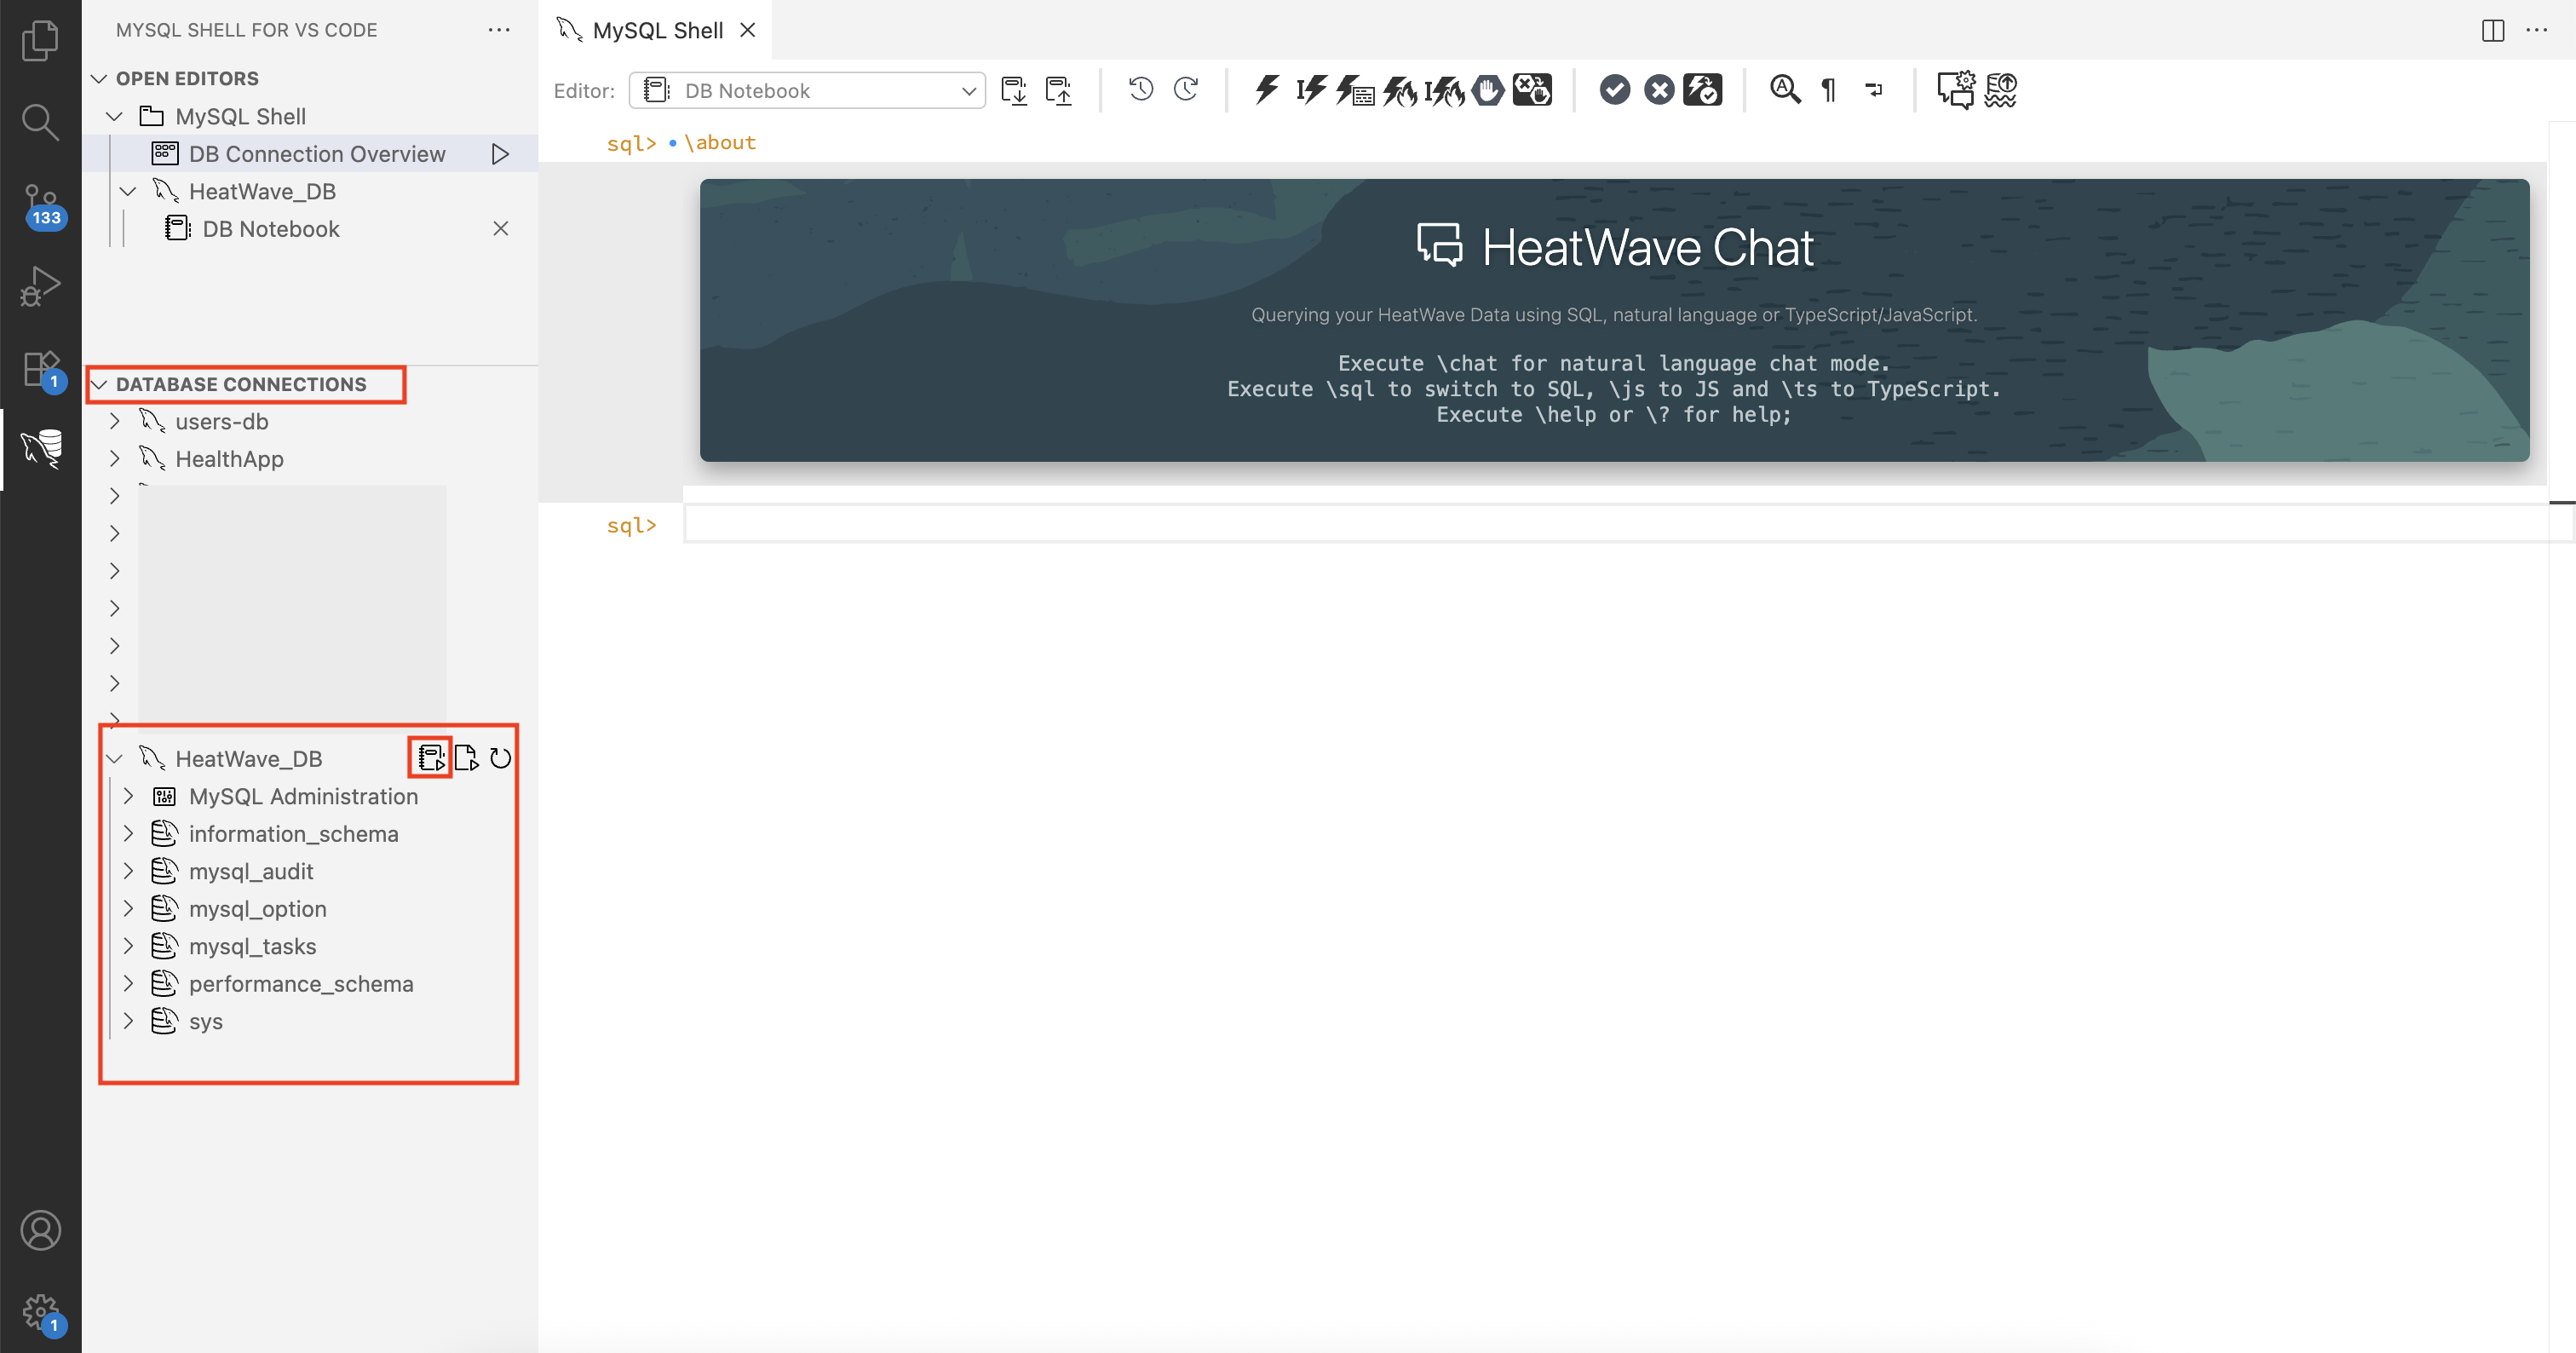 MYSQL SHELL FOR VS CODE
OPEN EDITORS
MySQL Shell
DB Connection Overview
HeatWave_DB
DB Notebook
133
1
DATABASE CONNECTIONS
users-db
HealthApp
HeatWave_DB
MySQL Administration
information_schema
mysql_audit
mysql_option
mysql_tasks
performance_schema
sys
1
MySQL Shell
Editor: DB Notebook
sql> \about
HeatWave Chat
Querying your HeatWave Data using SQL, natural language or TypeScript/JavaScript.
Execute \chat for natural language chat mode.
Execute \sql to switch to SQL, \js to JS and \ts to TypeScript.
Execute \help or \? for help;
sql>